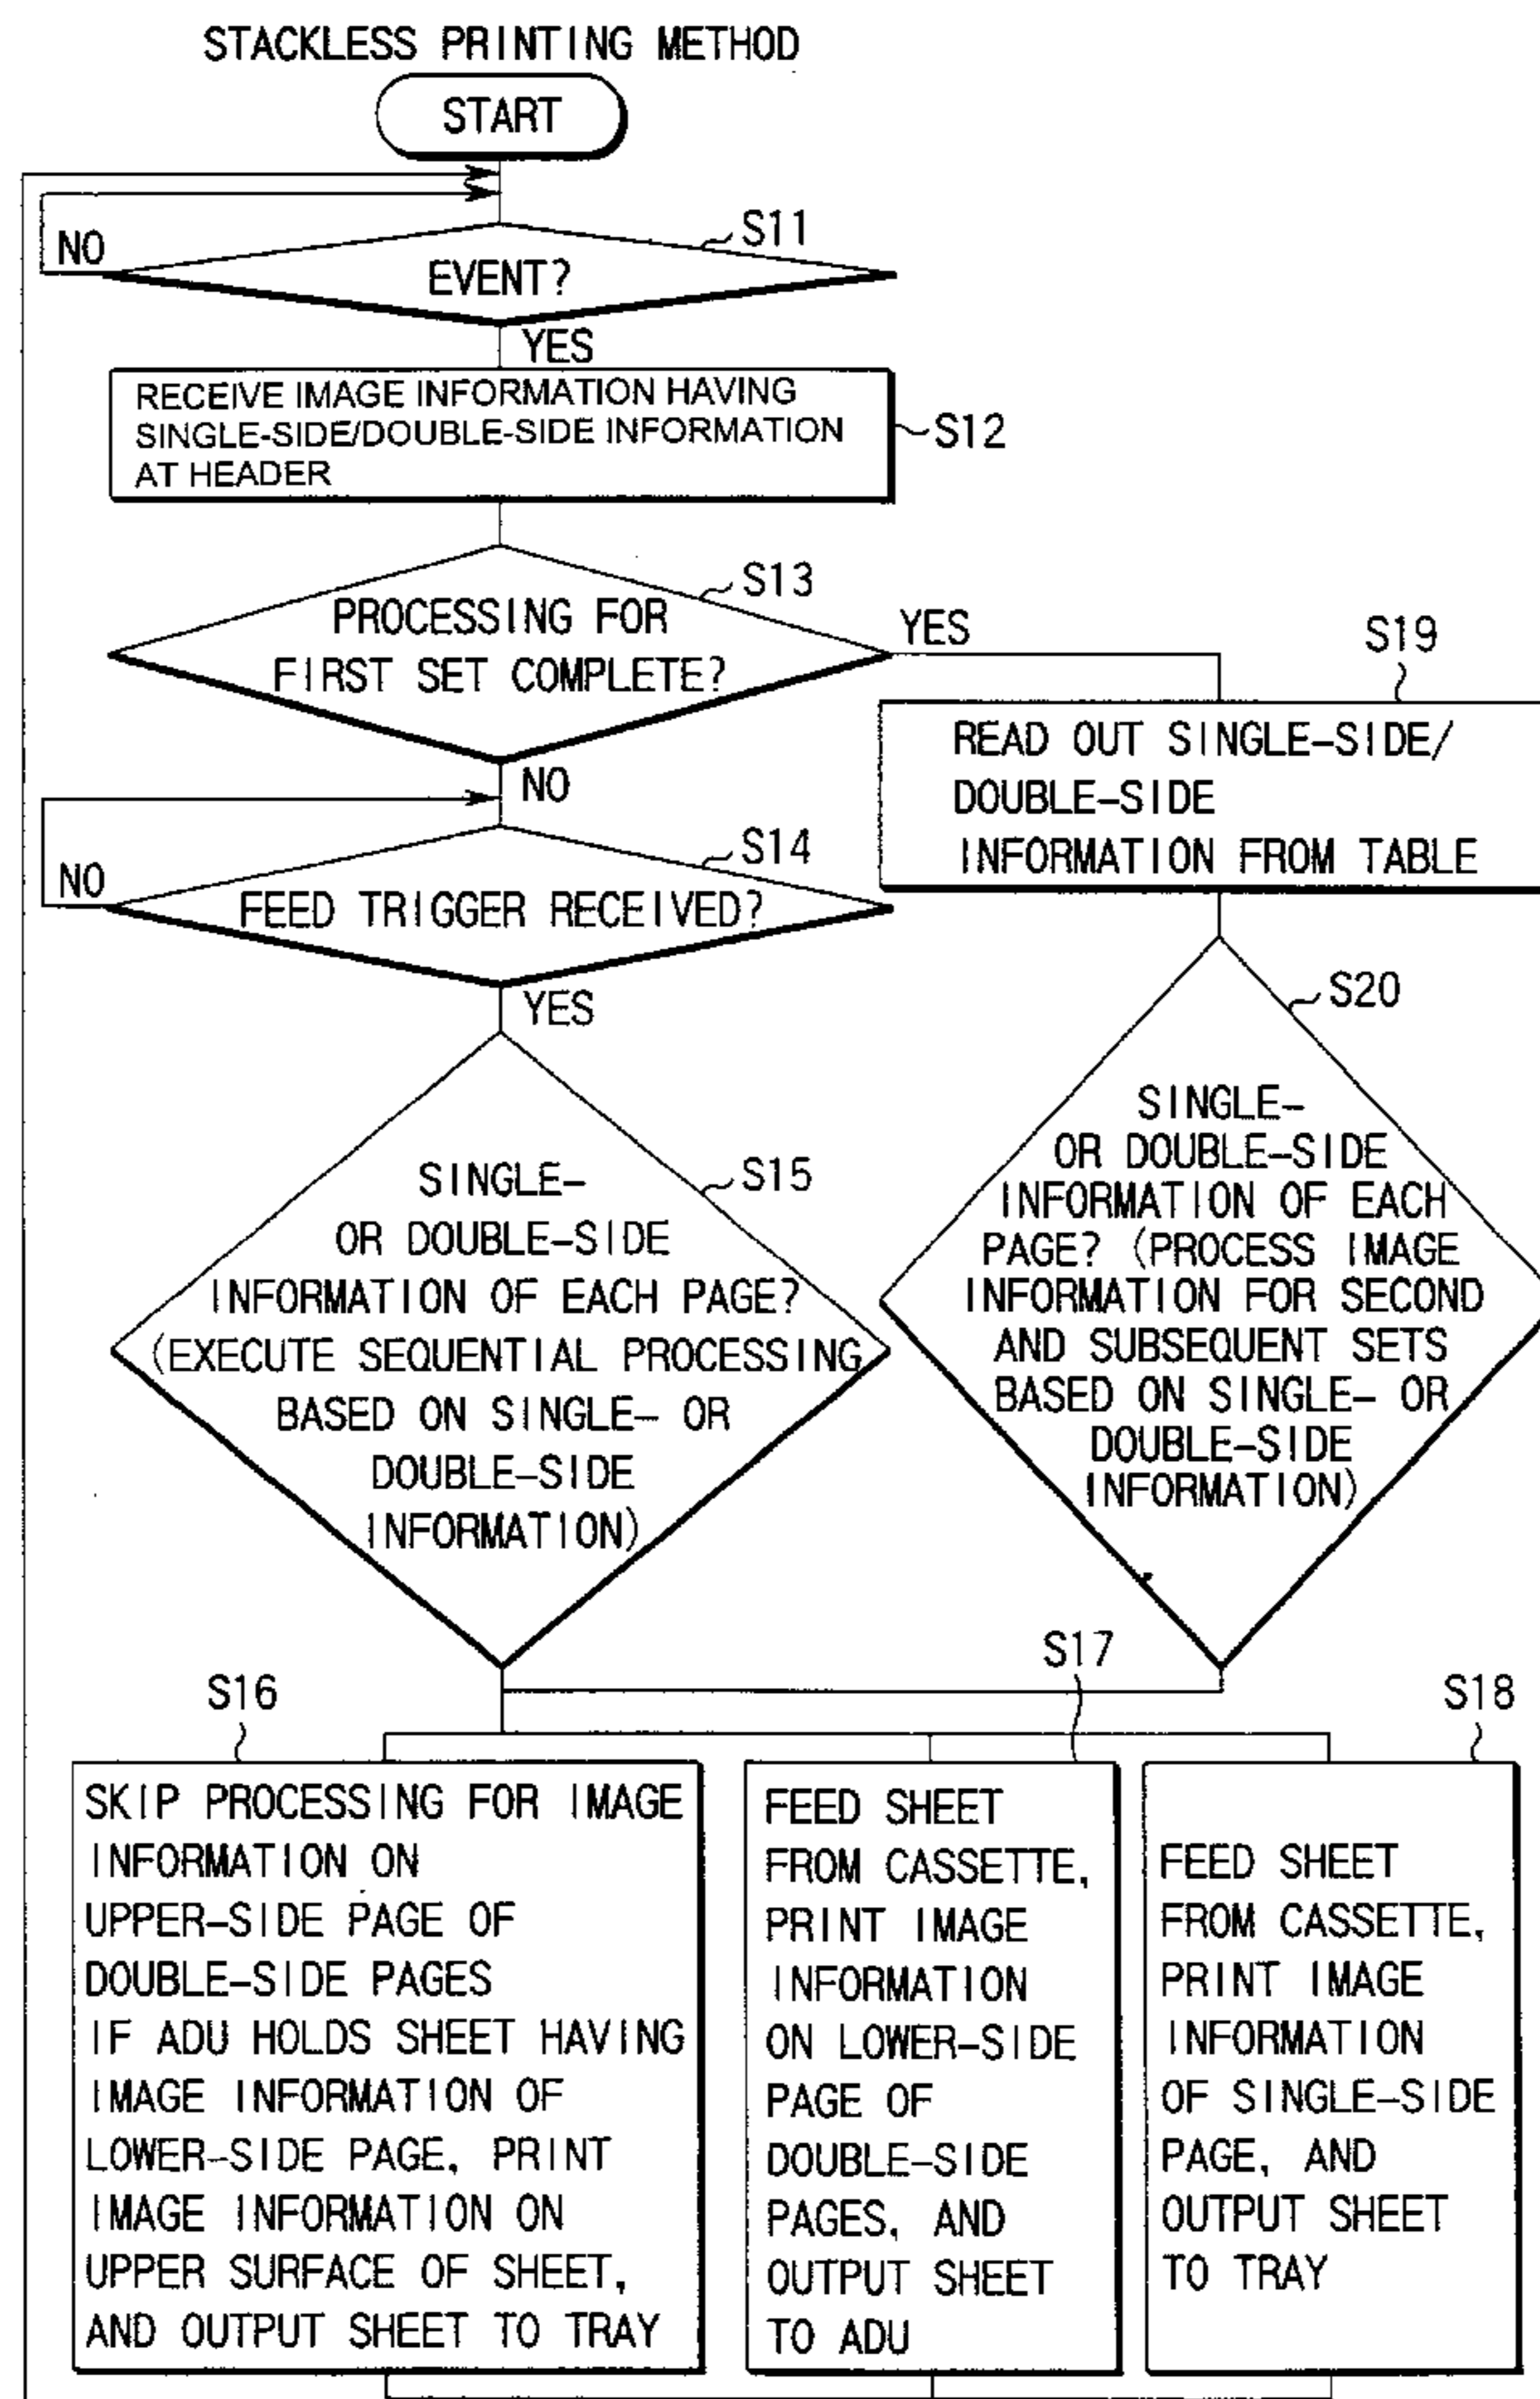 STACKLESS PRINTING METHOD
START
S11
NO
EVENT?
YES
RECEIVE IMAGE INFORMATION HAVING
SINGLE-SIDE/DOUBLE-SIDE INFORMATION
AT HEADER
S12
S13
PROCESSING FOR
FIRST SET COMPLETE?
YES
NO
S19
READ OUT SINGLE-SIDE/
DOUBLE-SIDE
INFORMATION FROM TABLE
S14
NO
FEED TRIGGER RECEIVED?
YES
S15
SINGLE-
OR DOUBLE-SIDE
INFORMATION OF EACH PAGE?
(EXECUTE SEQUENTIAL PROCESSING
BASED ON SINGLE- OR
DOUBLE-SIDE
INFORMATION)
S20
SINGLE-
OR DOUBLE-SIDE
INFORMATION OF EACH
PAGE? (PROCESS IMAGE
INFORMATION FOR SECOND
AND SUBSEQUENT SETS
BASED ON SINGLE- OR
DOUBLE-SIDE
INFORMATION)
S16
SKIP PROCESSING FOR IMAGE
INFORMATION ON
UPPER-SIDE PAGE OF
DOUBLE-SIDE PAGES
IF ADU HOLDS SHEET HAVING
IMAGE INFORMATION OF
LOWER-SIDE PAGE, PRINT
IMAGE INFORMATION ON
UPPER SURFACE OF SHEET,
AND OUTPUT SHEET TO TRAY
S17
FEED SHEET
FROM CASSETTE,
PRINT IMAGE
INFORMATION
ON LOWER-SIDE
PAGE OF
DOUBLE-SIDE
PAGES, AND
OUTPUT SHEET
TO ADU
S18
FEED SHEET
FROM CASSETTE,
PRINT IMAGE
INFORMATION
OF SINGLE-SIDE
PAGE, AND
OUTPUT SHEET
TO TRAY